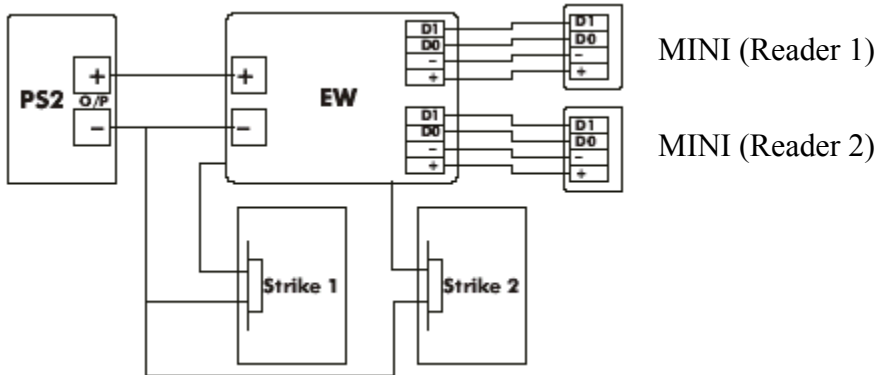 PS2
+
O/P
−
+
−
EW
D1
D0
−
+
D1
D0
−
+
D1
D0
−
+
MINI (Reader 1)
D1
D0
−
+
MINI (Reader 2)
Strike 1
Strike 2